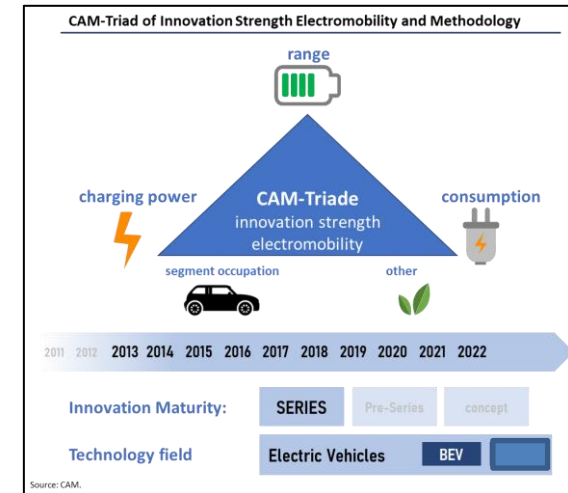 CAM-Triad of Innovation Strength Electromobility and Methodology
range
charging power
CAM-Triade
consumption
innovation strength
electromobility
segment occupation
other
2011 2012 2013 2014 2015 2016 2017 2018 2019 2020 2021 2022
Innovation Maturity: SERIES Pre-Series concept
Technology field Electric Vehicles BEV
Source: CAM.